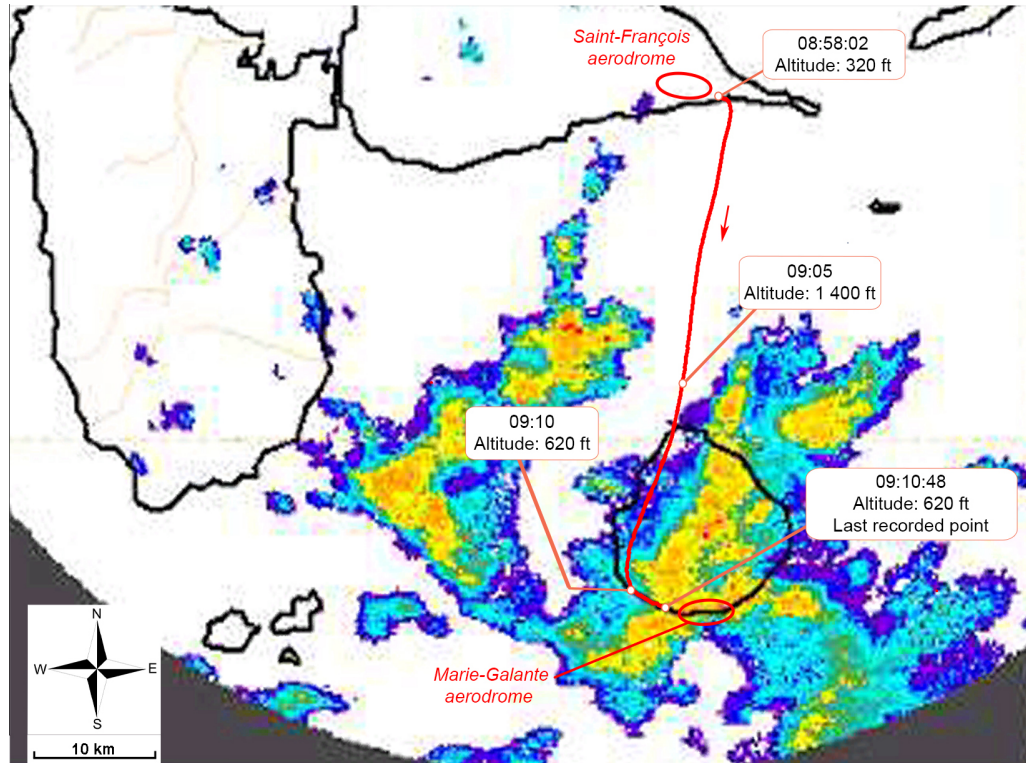 Saint-François
aerodrome
08:58:02
Altitude: 320 ft
09:05
Altitude: 1 400 ft
09:10
Altitude: 620 ft
09:10:48
Altitude: 620 ft
Last recorded point
Marie-Galante
aerodrome
N
W
E
S
10 km